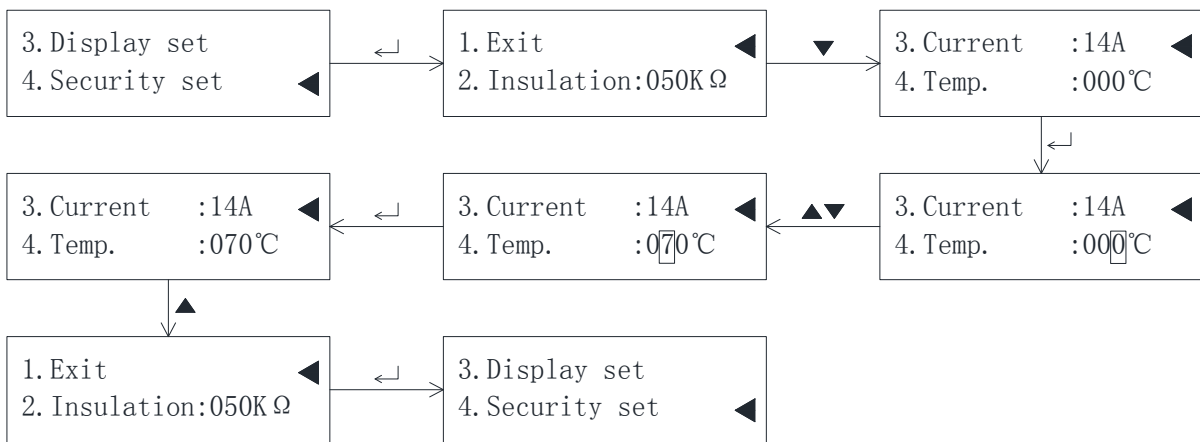 3.Display set
4.Security set ◀
1.Exit ◀
2.Insulation:050KΩ
3.Current :14A ◀
4.Temp. :000℃
3.Current :14A ◀
4.Temp. :070℃
3.Current :14A ◀
4.Temp. :070℃
3.Current :14A ◀
4.Temp. :000℃
1.Exit ◀
2.Insulation:050KΩ
3.Display set
4.Security set ◀